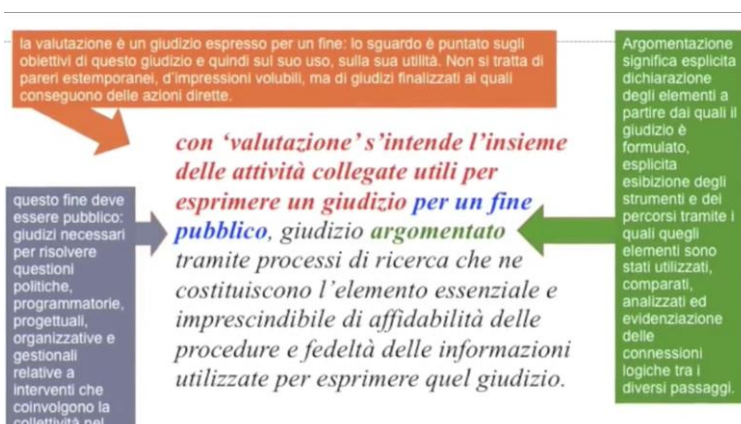 la valutazione è un giudizio espresso per un fine: lo sguardo è puntato sugli
obiettivi di questo giudizio e quindi sul suo uso, sulla sua utilità. Non si tratta di
pareri estemporanei, d'impressioni volubili, ma di giudizi finalizzati ai quali
conseguono delle azioni dirette.
con ‘valutazione’ s’intende l’insieme
delle attività collegate utili per
esprimere un giudizio per un fine
pubblico, giudizio argomentato
tramite processi di ricerca che ne
costituiscono l’elemento essenziale e
imprescindibile di affidabilità delle
procedure e fedeltà delle informazioni
utilizzate per esprimere quel giudizio.
questo fine deve
essere pubblico:
giudizi necessari
per risolvere
questioni
politiche,
programmatorie,
progettuali,
organizzative e
gestionali
relative a
interventi che
coinvolgono la
collettività nel
Argomentazione
significa esplicita
dichiarazione
degli elementi a
partire dai quali il
giudizio è
formulato,
esplicita
esibizione degli
strumenti e dei
percorsi tramite i
quali quegli
elementi sono
stati utilizzati,
comparati,
analizzati ed
evidenziazione
delle
connessioni
logiche tra i
diversi passaggi.